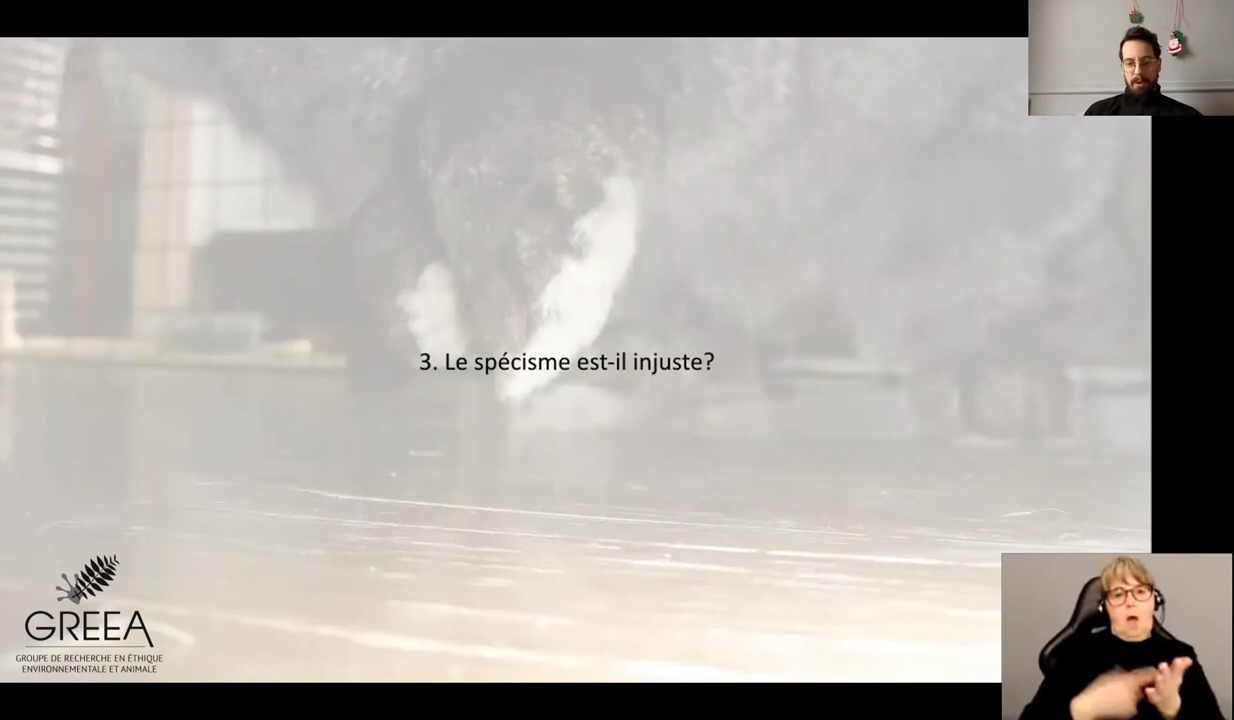 3. Le spécisme est-il injuste?
GREEA
GROUPE DE RECHERCHE EN ÉTHIQUE
ENVIRONNEMENTALE ET ANIMALE